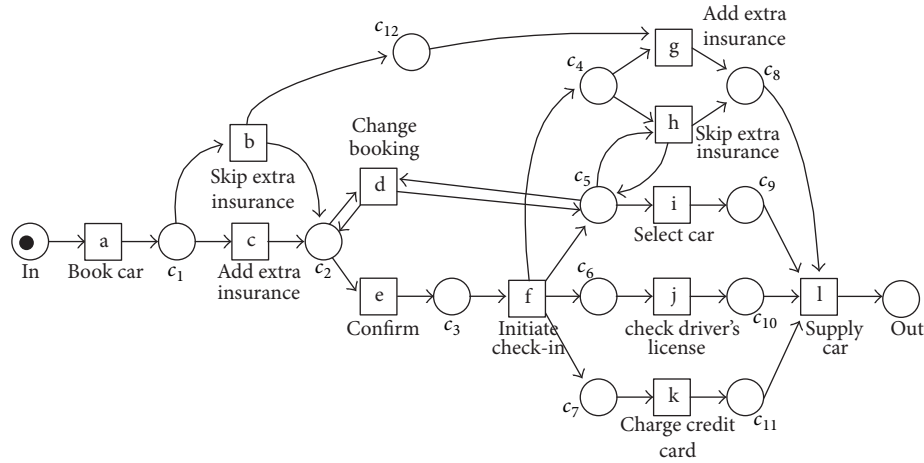 Add extra
insurance
c12
g
c4
c8
h
b
Change
booking
Skip extra
insurance
Skip extra
insurance
d
c5
c9
i
a
c
Select car
In
Book car
c1
Add extra
insurance
c2
c6
e
f
j
l
Confirm
c3
Initiate
check-in
check driver's
license
c10
Supply
car
Out
k
c7
Charge credit
card
c11